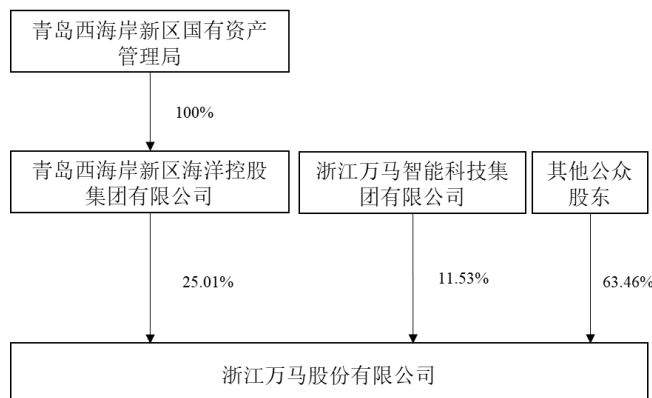 青岛西海岸新区国有资产
管理局
100%
青岛西海岸新区海洋控股
集团有限公司
浙江万马智能科技集
团有限公司
其他公众
股东
25.01%
11.53%
63.46%
浙江万马股份有限公司